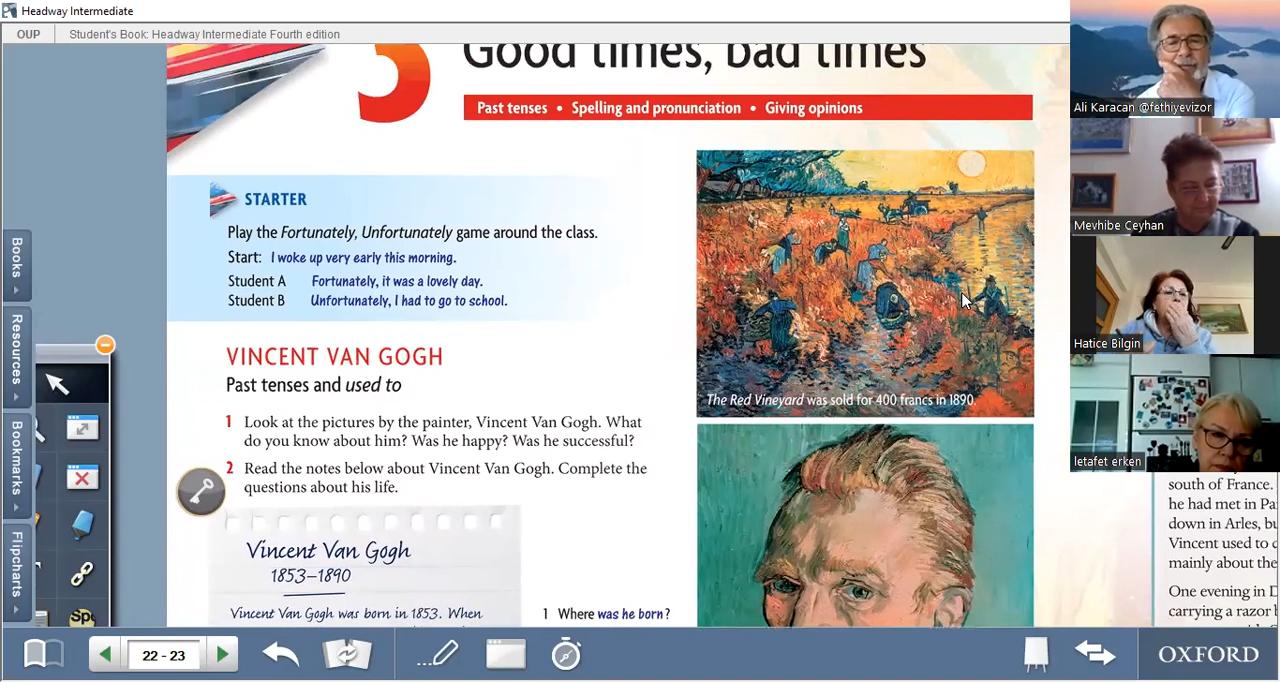 Headway Intermediate
OUP
Student's Book: Headway Intermediate Fourth edition
Good times, bad times
Past tenses • Spelling and pronunciation • Giving opinions
STARTER
Play the Fortunately, Unfortunately game around the class.
Start: I woke up very early this morning.
Student A Fortunately, it was a lovely day.
Student B Unfortunately, I had to go to school.
VINCENT VAN GOGH
Past tenses and used to
1 Look at the pictures by the painter, Vincent Van Gogh. What
do you know about him? Was he happy? Was he successful?
2 Read the notes below about Vincent Van Gogh. Complete the
questions about his life.
Vincent Van Gogh
1853–1890
Vincent Van Gogh was born in 1853. When
1 Where was he born?
The Red Vineyard was sold for 400 francs in 1890.
south of France.
he had met in Pa
down in Arles, bu
Vincent used to
mainly about the
One evening in D
carrying a razor
Ali Karacan @fethiyevizor
Mevhibe Ceyhan
Hatice Bilgin
letafet erken
Books
Resources
Bookmarks
Flipcharts
Sp
22 - 23
OXFORD